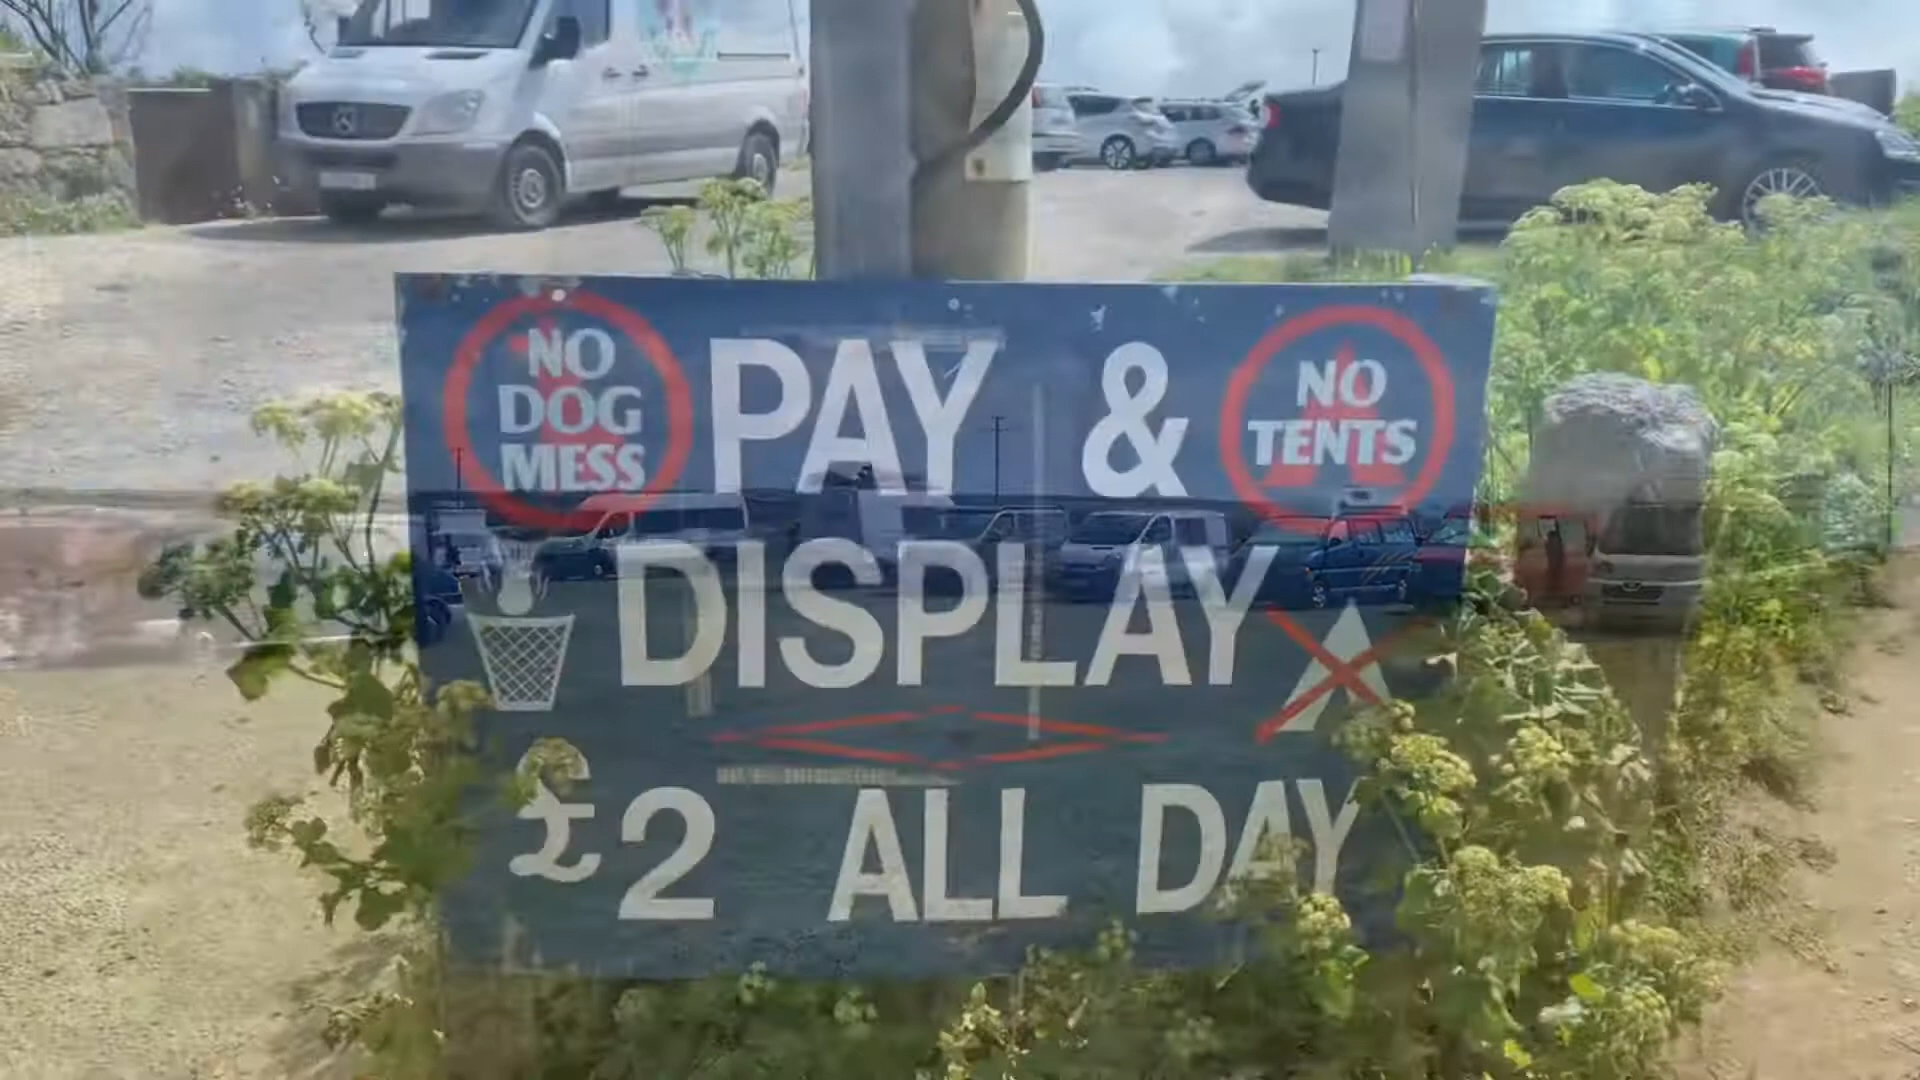 NO DOG MESS
PAY &
NO TENTS
DISPLAY
£2 ALL DAY